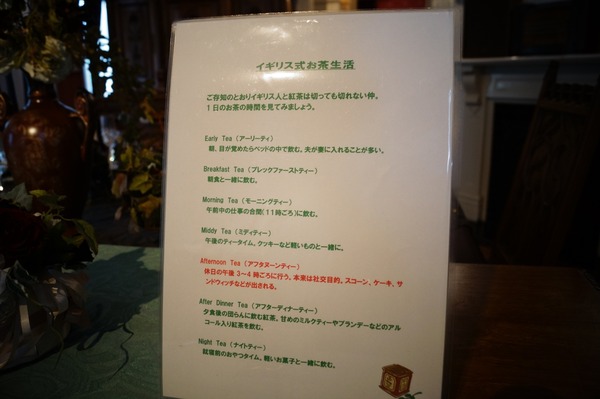 イギリス式お茶生活
ご存知のとおりイギリス人と紅茶は切っても切れない仲。
1日のお茶の時間を見てみましょう。
Early Tea（アーリーティ）
朝、目が覚めたらベッドの中で飲む。夫が妻に入れることが多い。
Breakfast Tea（ブレックファーストティー）
朝食と一緒に飲む。
Morning Tea（モーニングティー）
午前中の仕事の合間（11時ごろ）に飲む。
Middy Tea（ミディティー）
午後のティータイム、クッキーなど軽いものと一緒に。
Afternoon Tea（アフタヌーンティー）
休日の午後 3～4 時ごろに行う。本来は社交目的。スコーン、ケーキ、サ
ンドウィッチなどが出される。
After Dinner Tea（アフターディナーティー）
夕食後の団らんに飲む紅茶。甘めのミルクティーやブランデーなどのアル
コール入り紅茶を飲む。
Night Tea（ナイトティー）
就寝前のおやつタイム。軽いお菓子と一緒に飲む。